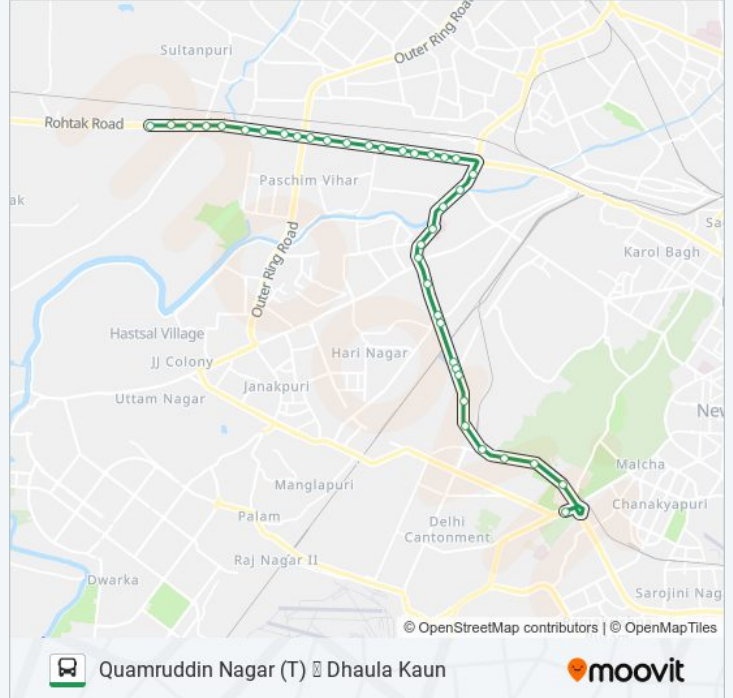 Outer Ring Road
Sultanpuri
Rohtak Road
Paschim Vihar
ak
Sa
Karol Bagh
Outer Ring Road
Hastsal Village
JJ Colony
Hari Nagar
Janakpuri
Uttam Nagar
New
Malcha
Manglapuri
Chanakyapuri
Palam
Delhi
Cantonment
Raj Nagar II
Dwarka
Sarojini Nag
© OpenStreetMap contributors | © OpenMapTiles
Quamruddin Nagar (T) Dhaula Kaun
moovit